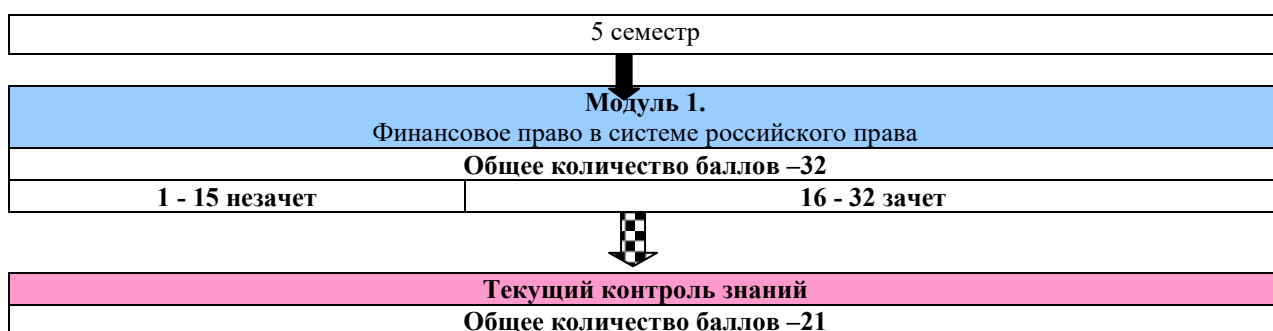 5 семестр
Модуль 1.
Финансовое право в системе российского права
Общее количество баллов –32
1 - 15 незачет
16 - 32 зачет
Текущий контроль знаний
Общее количество баллов –21